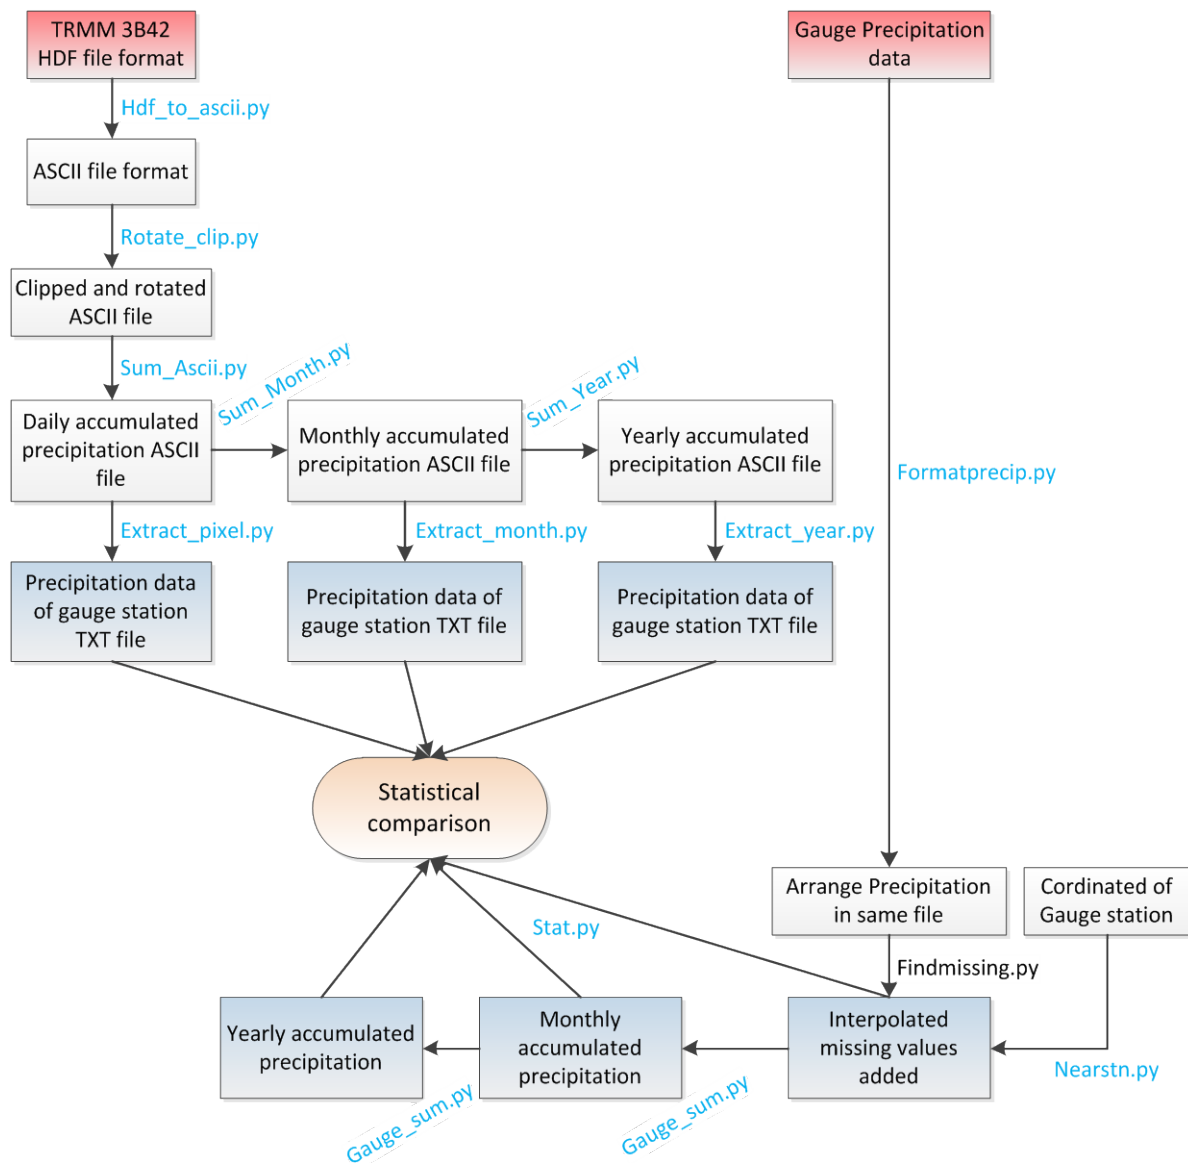 TRMM 3B42
HDF file format
Gauge Precipitation
data
Hdf_to_ascii.py
ASCII file format
Rotate_clip.py
Clipped and rotated
ASCII file
Sum_Ascii.py
Sum_Month.py
Sum_Year.py
Daily accumulated
precipitation ASCII
file
Monthly accumulated
precipitation ASCII file
Yearly accumulated
precipitation ASCII file
Formatprecip.py
Extract_pixel.py
Extract_month.py
Extract_year.py
Precipitation data
of gauge station
TXT file
Precipitation data of
gauge station TXT file
Precipitation data of
gauge station TXT file
Statistical
comparison
Arrange Precipitation
in same file
Cordinated of
Gauge station
Stat.py
Findmissing.py
Yearly accumulated
precipitation
Monthly
accumulated
precipitation
Interpolated
missing values
added
Nearstn.py
Gauge_sum.py
Gauge_sum.py